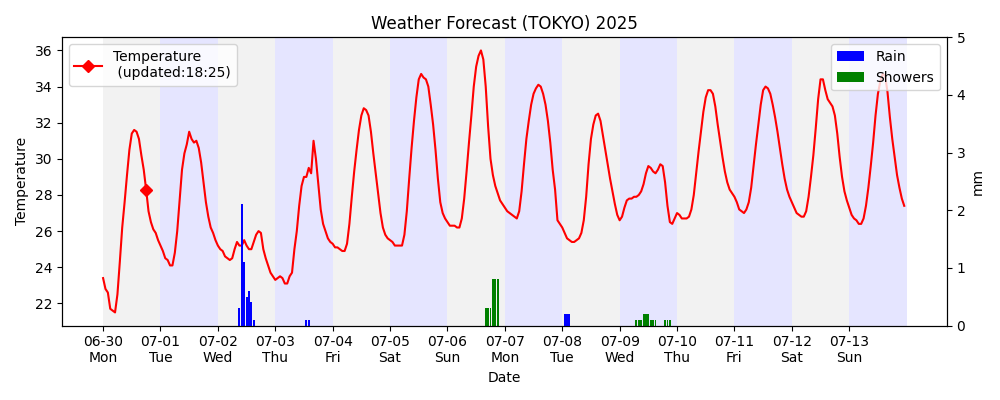 Weather Forecast (TOKYO) 2025
Temperature
(updated:18:25)
Rain
Showers
Temperature
36
34
32
30
28
26
24
22
5
4
3
2
1
0
mm
06-30 07-01 07-02 07-03 07-04 07-05 07-06 07-07 07-08 07-09 07-10 07-11 07-12 07-13
Mon Tue Wed Thu Fri Sat Sun Mon Tue Wed Thu Fri Sat Sun
Date